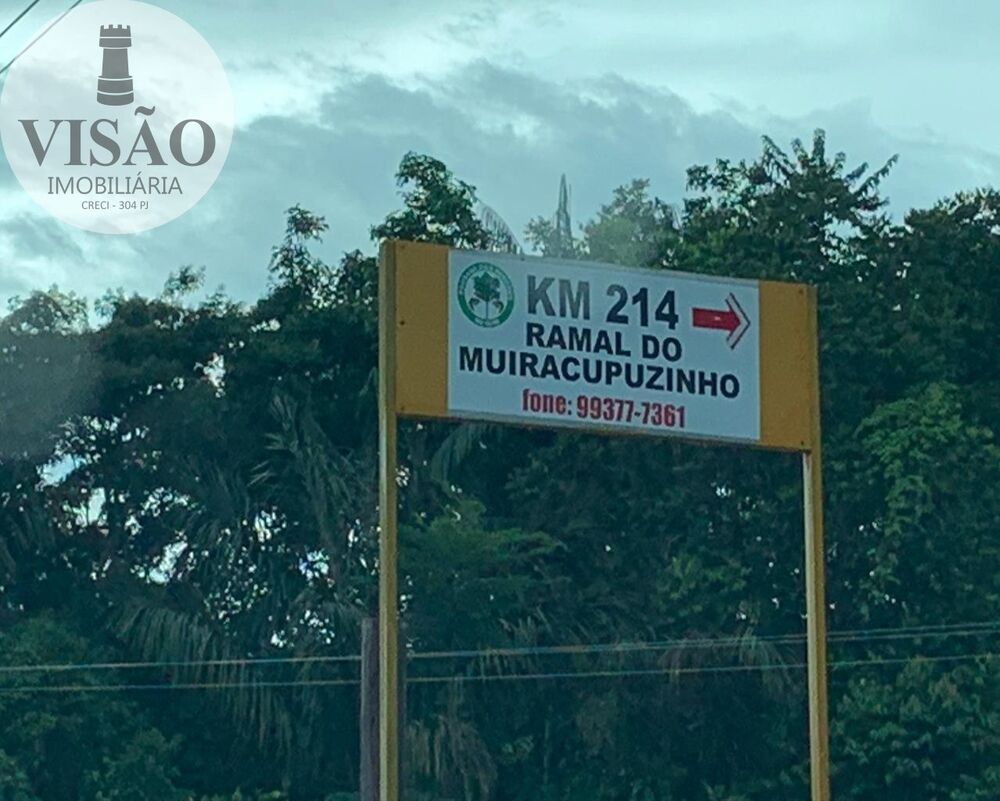 VISÃO
IMOBILIÁRIA
CRECI - 304 PJ
KM 214
RAMAL DO
MUIRACUPUZINHO
fone: 99377-7361